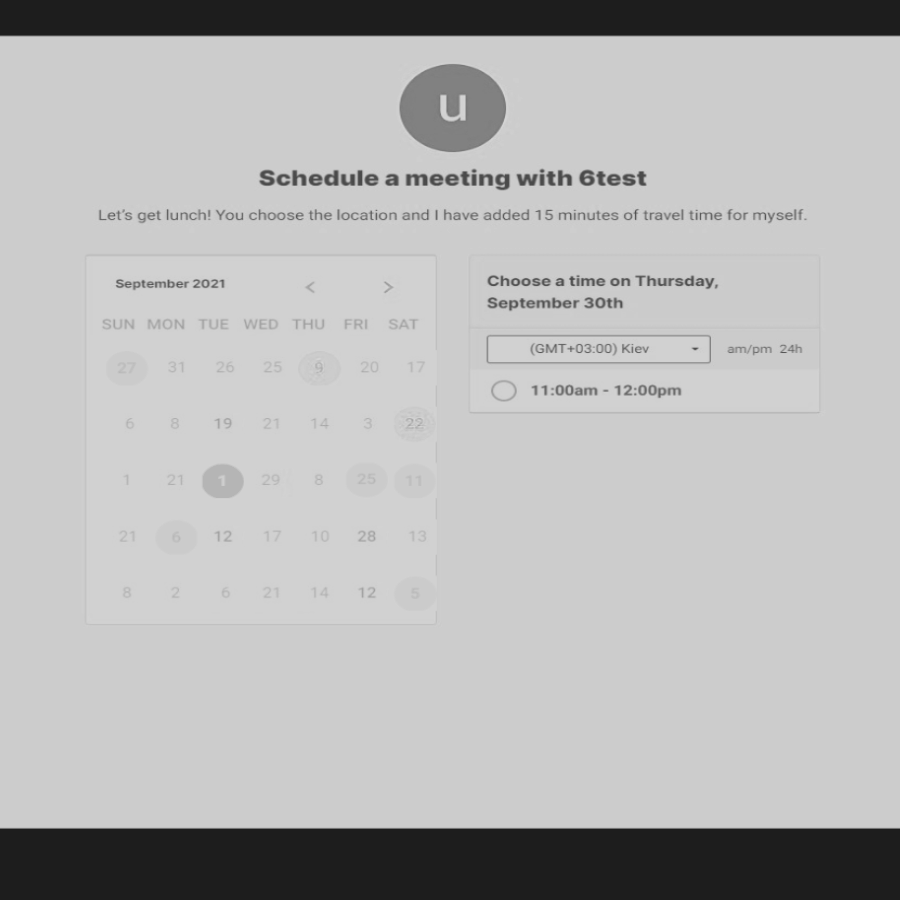 u
Schedule a meeting with 6test
Let's get lunch! You choose the location and I have added 15 minutes of travel time for myself.
September 2021 < >
SUN MON TUE WED THU FRI SAT
27 31 26 25 9 20 17
6 8 19 21 14 3 22
1 21 1 29 8 25 11
21 6 12 17 10 28 13
8 2 6 21 14 12 5
Choose a time on Thursday,
September 30th
(GMT+03:00) Kiev am/pm 24h
11:00am - 12:00pm